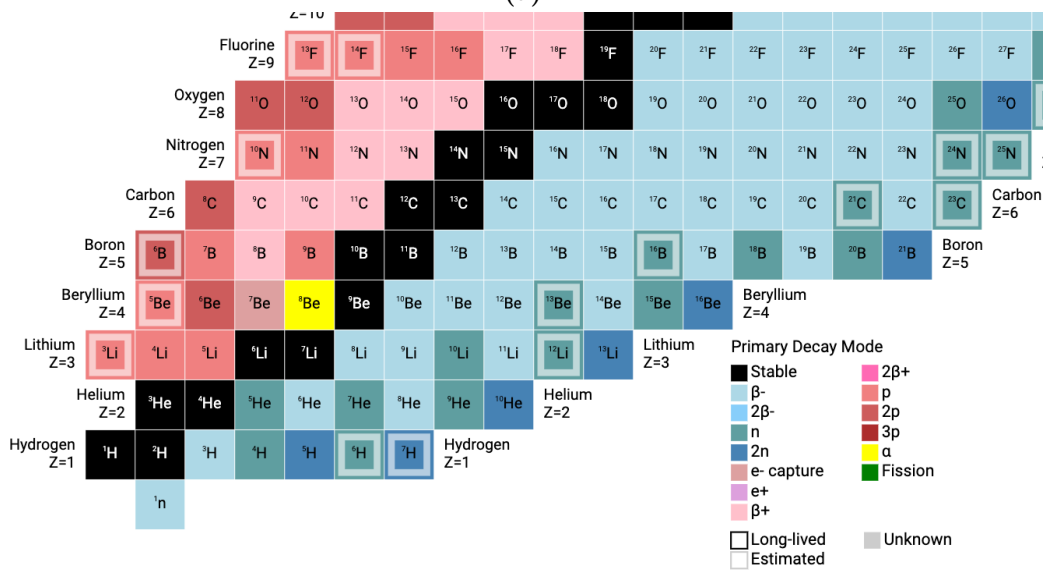 Z=10
Fluorine
Z=9
¹³F ¹⁴F ¹⁵F ¹⁶F ¹⁷F ¹⁸F ¹⁹F ²⁰F ²¹F ²²F ²³F ²⁴F ²⁵F ²⁶F ²⁷F
Oxygen
Z=8
¹¹O ¹²O ¹³O ¹⁴O ¹⁵O ¹⁶O ¹⁷O ¹⁸O ¹⁹O ²⁰O ²¹O ²²O ²³O ²⁴O ²⁵O ²⁶O
Nitrogen
Z=7
¹⁰N ¹¹N ¹²N ¹³N ¹⁴N ¹⁵N ¹⁶N ¹⁷N ¹⁸N ¹⁹N ²⁰N ²¹N ²²N ²³N ²⁴N ²⁵N
Carbon
Z=6
⁸C ⁹C ¹⁰C ¹¹C ¹²C ¹³C ¹⁴C ¹⁵C ¹⁶C ¹⁷C ¹⁸C ¹⁹C ²⁰C ²¹C ²²C ²³C
Carbon
Z=6
Boron
Z=5
⁶B ⁷B ⁸B ⁹B ¹⁰B ¹¹B ¹²B ¹³B ¹⁴B ¹⁵B ¹⁶B ¹⁷B ¹⁸B ¹⁹B ²⁰B ²¹B
Boron
Z=5
Beryllium
Z=4
⁵Be ⁶Be ⁷Be ⁸Be ⁹Be ¹⁰Be ¹¹Be ¹²Be ¹³Be ¹⁴Be ¹⁵Be ¹⁶Be
Beryllium
Z=4
Lithium
Z=3
³Li ⁴Li ⁵Li ⁶Li ⁷Li ⁸Li ⁹Li ¹⁰Li ¹¹Li ¹²Li ¹³Li
Lithium
Z=3
Helium
Z=2
³He ⁴He ⁵He ⁶He ⁷He ⁸He ⁹He ¹⁰He
Helium
Z=2
Hydrogen
Z=1
¹H ²H ³H ⁴H ⁵H ⁶H ⁷H
Hydrogen
Z=1
¹n
Primary Decay Mode
Stable
β-
2β-
n
2n
e- capture
e+
β+
2β+
p
2p
3p
α
Fission
Long-lived
Estimated
Unknown